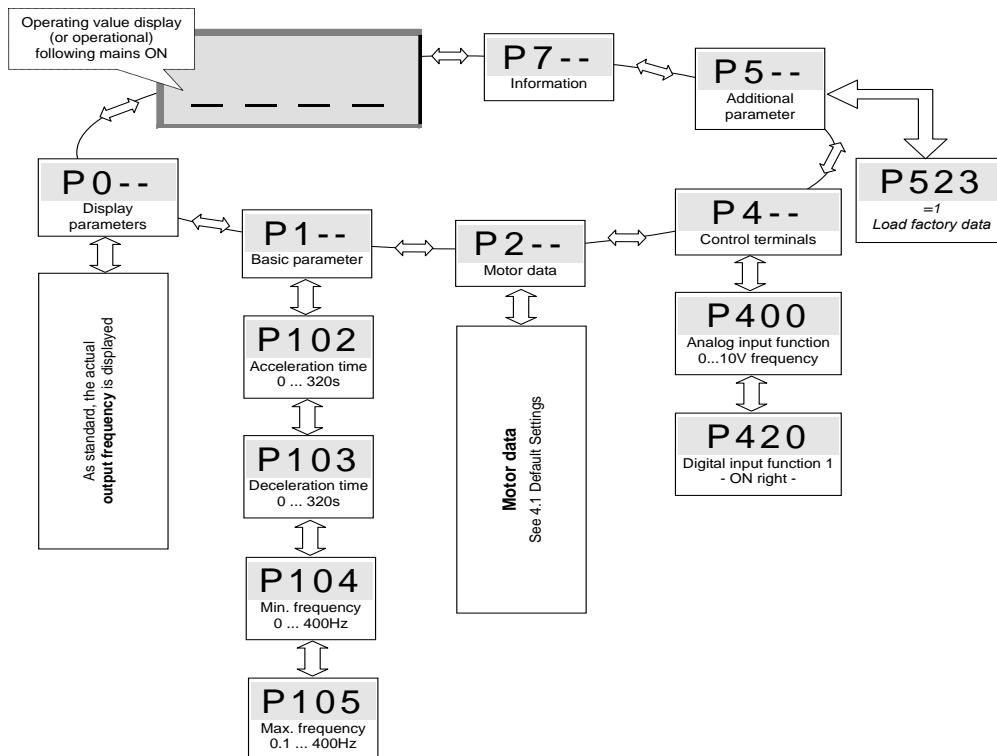 Operating value display
(or operational)
following mains ON
_ _ _ _
P7--
Information
P5--
Additional
parameter
P523
=1
Load factory data
P0--
Display
parameters
As standard, the actual
output frequency is displayed
P1--
Basic parameter
P102
Acceleration time
0 ... 320s
P103
Deceleration time
0 ... 320s
P104
Min. frequency
0 ... 400Hz
P105
Max. frequency
0.1 ... 400Hz
P2--
Motor data
Motor data
See 4.1 Default Settings
P4--
Control terminals
P400
Analog input function
0...10V frequency
P420
Digital input function 1
- ON right -